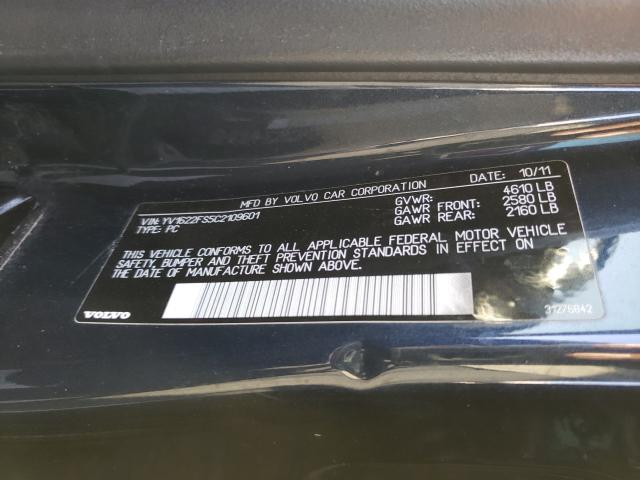 MFD BY VOLVO CAR CORPORATION
DATE: 10/11
VIN: YV1622FS5C2109601
TYPE: PC
GVWR: 4610 LB
GAWR FRONT: 2580 LB
GAWR REAR: 2160 LB
THIS VEHICLE CONFORMS TO ALL APPLICABLE FEDERAL MOTOR VEHICLE
SAFETY, BUMPER AND THEFT PREVENTION STANDARDS IN EFFECT ON
THE DATE OF MANUFACTURE SHOWN ABOVE.
VOLVO
31276842